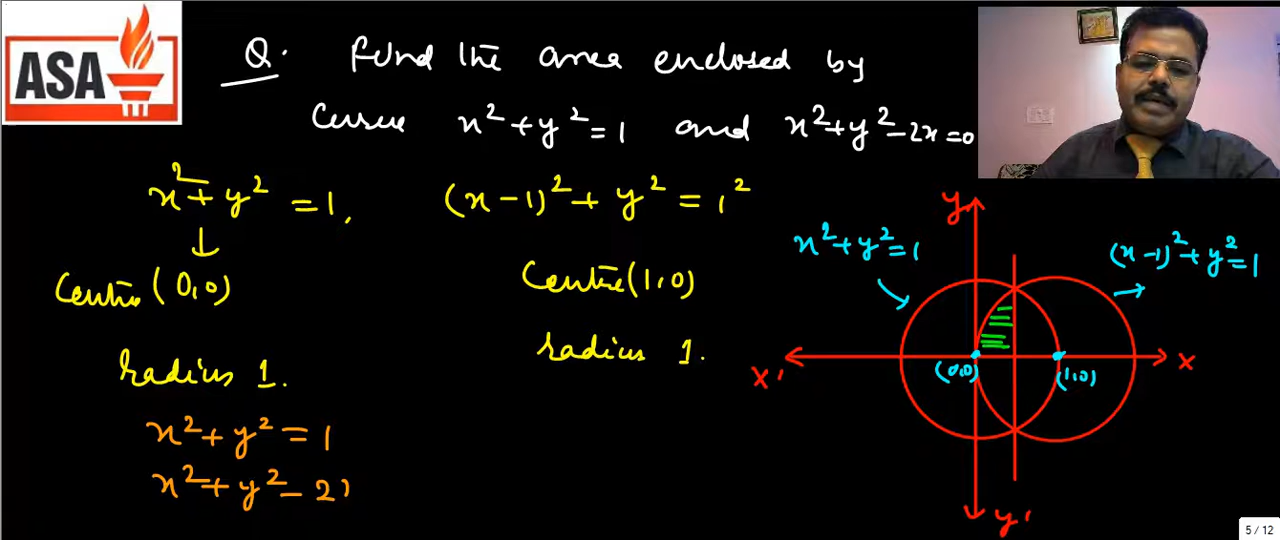 ASA
Q. Find the area enclosed by
curve x²+y²=1 and x²+y²-2x=0
x²+y²=1,
(x-1)²+y²=1²
↓
Centre (0,0)
Centre (1,0)
radius 1.
radius 1.
x²+y²=1
x²+y²-2
y
x²+y²=1
(x-1)²+y²=1
X'
(0,0)
(1,0)
X
y'
5 / 12